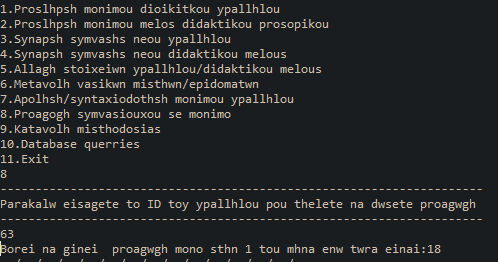 1.Proslhpsh monimou dioikitkou ypallhlou
2.Proslhpsh monimou melos didaktikou prosopikou
3.Synapsh symvashs neou ypallhlou
4.Synapsh symvashs neou didaktikou melous
5.Allagh stoixeiwn ypallhlou/didaktikou melous
6.Metavolh vasikwn misthwn/epidomatwn
7.Apolhsh/syntaxiodothsh monimou ypallhlou
8.Proagogh symvasiouxou se monimo
9.Katavolh misthodosias
10.Database querries
11.Exit
8
---------------------------------------------------------------------
Parakalw eisagete to ID toy ypallhlou pou thelete na dwsete proagwgh
---------------------------------------------------------------------
63
Borei na ginei  proagwgh mono sthn 1 tou mhna enw twra einai:18